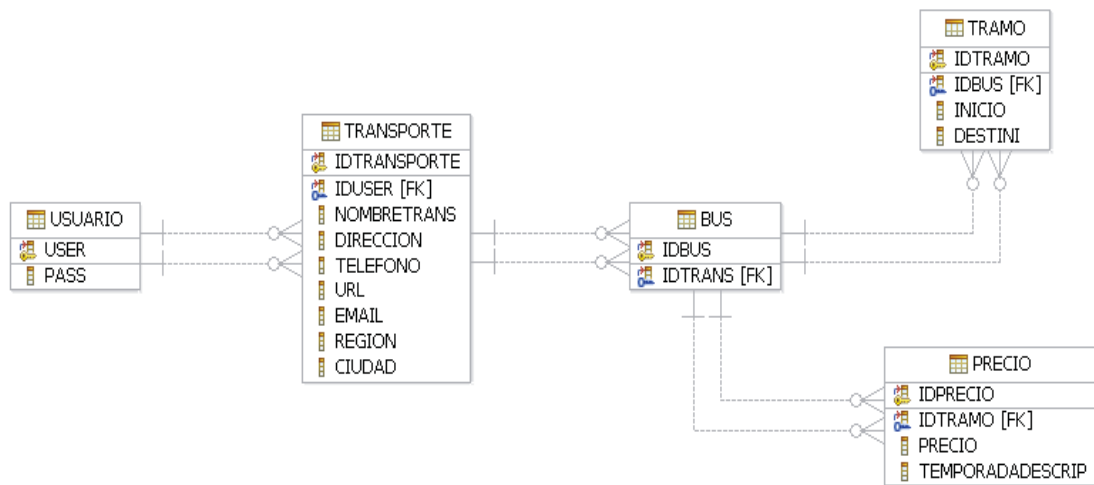 USUARIO
USER
PASS
TRANSPORTE
IDTRANSPORTE
IDUSER [FK]
NOMBRETRANS
DIRECCION
TELEFONO
URL
EMAIL
REGION
CIUDAD
BUS
IDBUS
IDTRANS [FK]
TRAMO
IDTRAMO
IDBUS [FK]
INICIO
DESTINI
PRECIO
IDPRECIO
IDTRAMO [FK]
PRECIO
TEMPORADADESCRIP